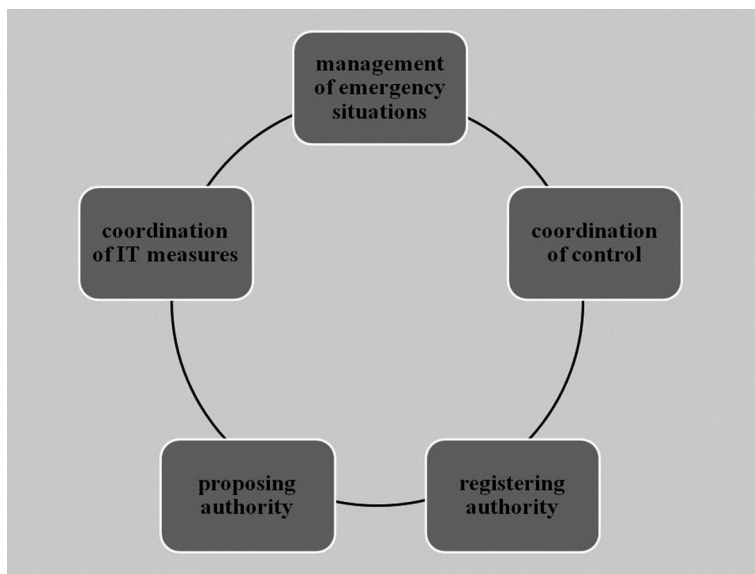 management
of emergency
situations
coordination
of control
registering
authority
proposing
authority
coordination
of IT measures